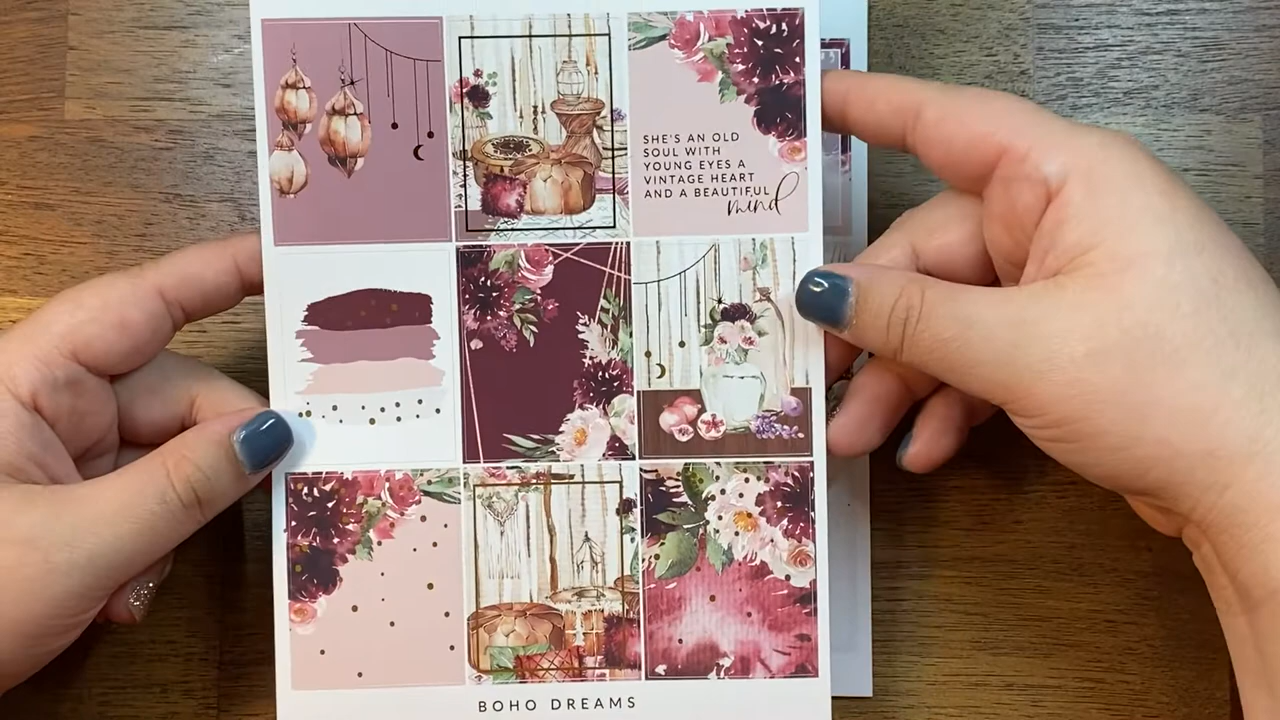 SHE'S AN OLD
SOUL WITH
YOUNG EYES A
VINTAGE HEART
AND A BEAUTIFUL
mind
BOHO DREAMS